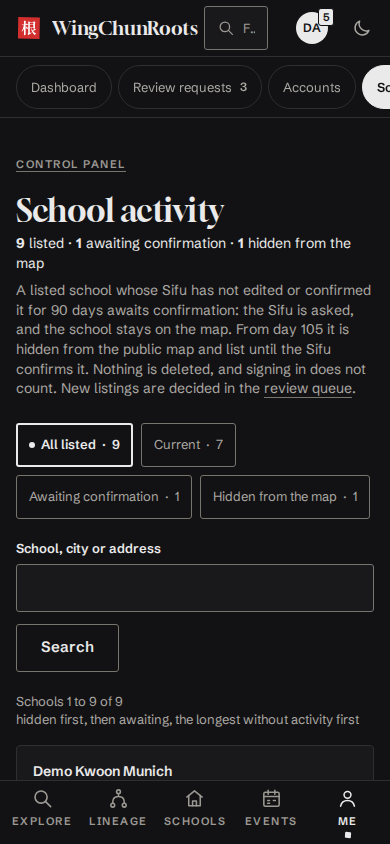 根 WingChunRoots F.. DA 5
Dashboard Review requests 3 Accounts
CONTROL PANEL
School activity
9 listed · 1 awaiting confirmation · 1 hidden from the
map
A listed school whose Sifu has not edited or confirmed
it for 90 days awaits confirmation: the Sifu is asked,
and the school stays on the map. From day 105 it is
hidden from the public map and list until the Sifu
confirms it. Nothing is deleted, and signing in does not
count. New listings are decided in the review queue.
All listed · 9 Current · 7
Awaiting confirmation · 1 Hidden from the map · 1
School, city or address
Search
Schools 1 to 9 of 9
hidden first, then awaiting, the longest without activity first
Demo Kwoon Munich
EXPLORE LINEAGE SCHOOLS EVENTS ME